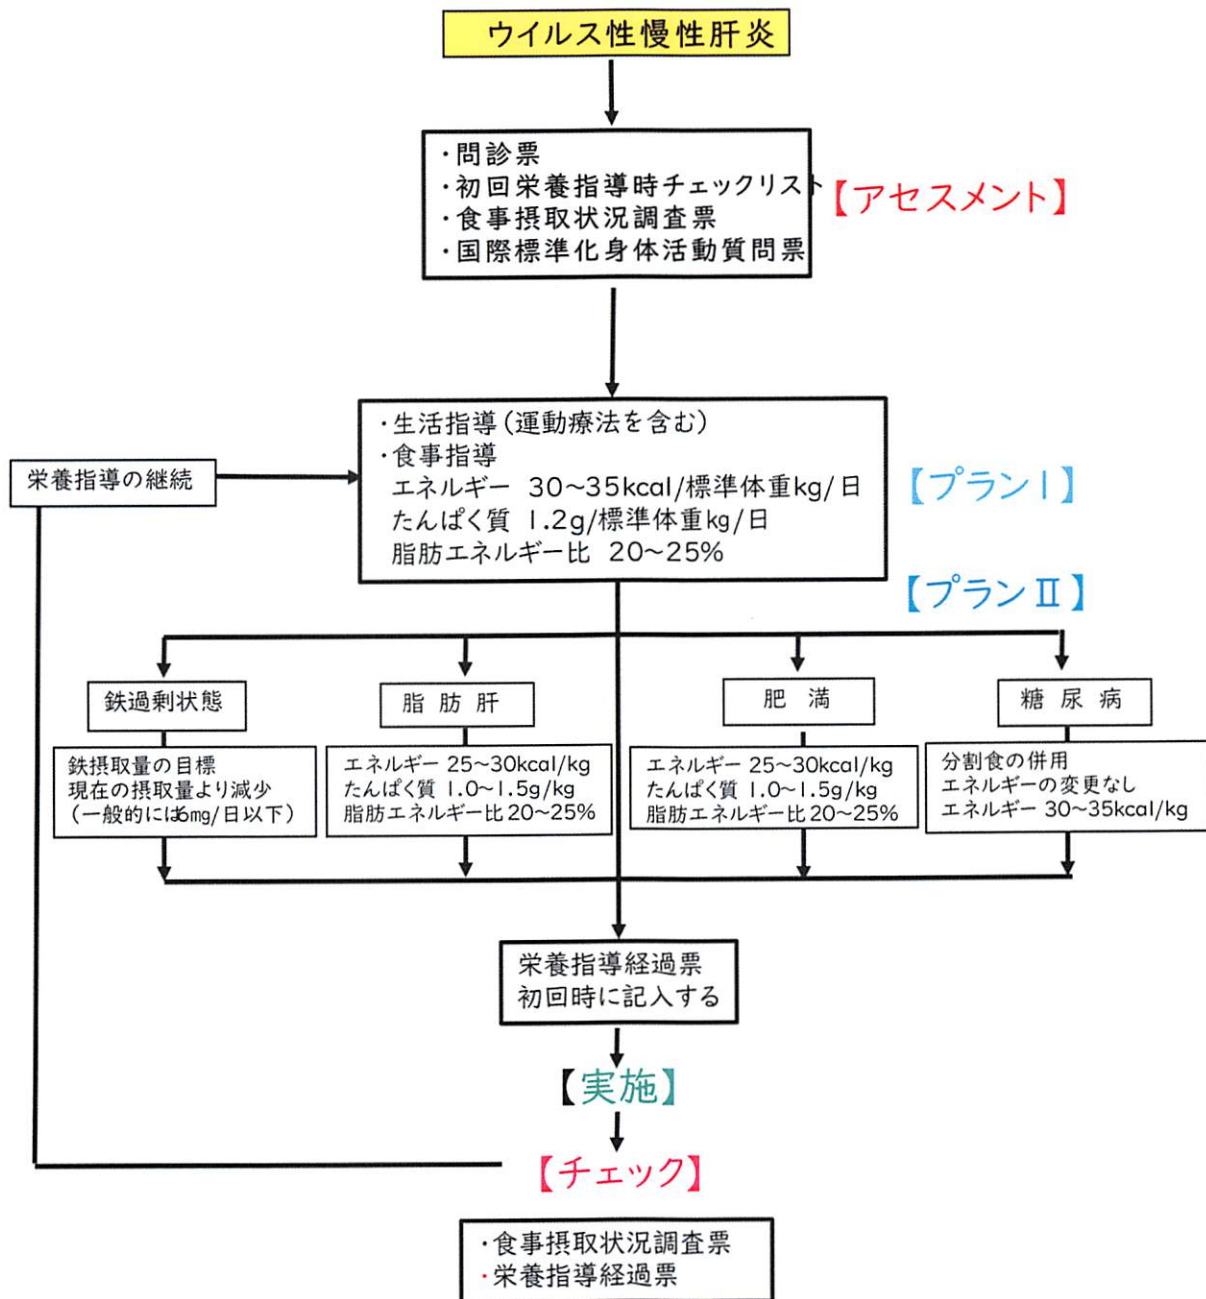 ウイルス性慢性肝炎
・問診票
・初回栄養指導時チェックリスト
・食事摂取状況調査票
・国際標準化身体活動質問票
【アセスメント】
・生活指導(運動療法を含む)
・食事指導
エネルギー 30~35kcal/標準体重kg/日
たんぱく質 1.2g/標準体重kg/日
脂肪エネルギー比 20~25%
栄養指導の継続
【プランⅠ】
【プランⅡ】
鉄過剰状態
脂肪肝
肥満
糖尿病
鉄摂取量の目標
現在の摂取量より減少
(一般的には6mg/日以下)
エネルギー 25~30kcal/kg
たんぱく質 1.0~1.5g/kg
脂肪エネルギー比 20~25%
エネルギー 25~30kcal/kg
たんぱく質 1.0~1.5g/kg
脂肪エネルギー比 20~25%
分割食の併用
エネルギーの変更なし
エネルギー 30~35kcal/kg
栄養指導経過票
初回時に記入する
【実施】
【チェック】
・食事摂取状況調査票
・栄養指導経過票